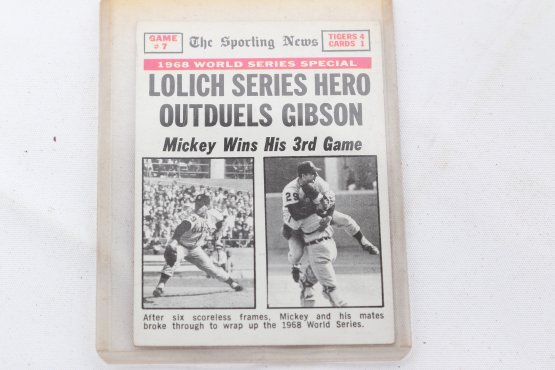 GAME # 7
The Sporting News
TIGERS 4
CARDS 1
1968 WORLD SERIES SPECIAL
LOLICH SERIES HERO
OUTDUELS GIBSON
Mickey Wins His 3rd Game
29
After six scoreless frames, Mickey and his mates
broke through to wrap up the 1968 World Series.